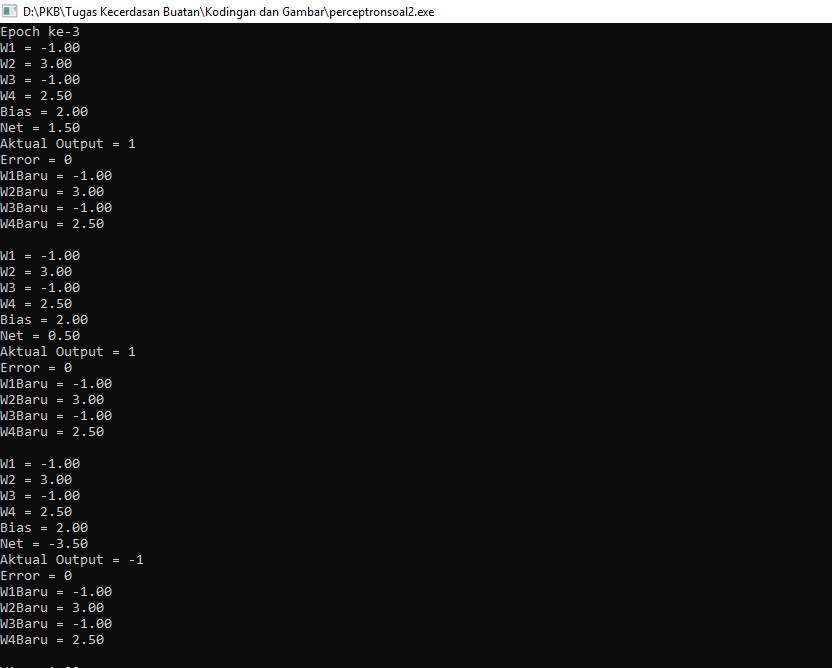 D:\PKB\Tugas Kecerdasan Buatan\Kodingan dan Gambar\perceptronsoal2.exe
Epoch ke-3
W1 = -1.00
W2 = 3.00
W3 = -1.00
W4 = 2.50
Bias = 2.00
Net = 1.50
Aktual Output = 1
Error = 0
W1Baru = -1.00
W2Baru = 3.00
W3Baru = -1.00
W4Baru = 2.50
W1 = -1.00
W2 = 3.00
W3 = -1.00
W4 = 2.50
Bias = 2.00
Net = 0.50
Aktual Output = 1
Error = 0
W1Baru = -1.00
W2Baru = 3.00
W3Baru = -1.00
W4Baru = 2.50
W1 = -1.00
W2 = 3.00
W3 = -1.00
W4 = 2.50
Bias = 2.00
Net = -3.50
Aktual Output = -1
Error = 0
W1Baru = -1.00
W2Baru = 3.00
W3Baru = -1.00
W4Baru = 2.50